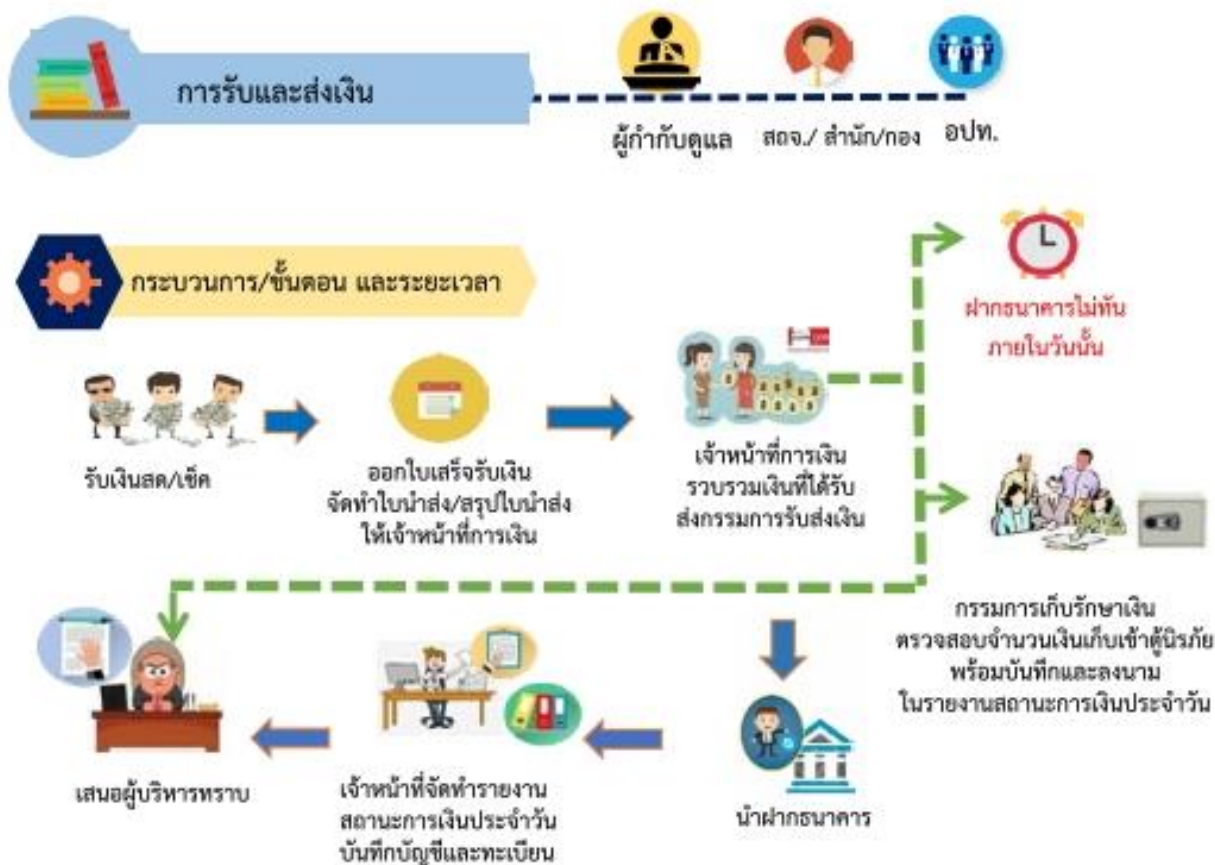 การรับและส่งเงิน
ผู้กำกับดูแล
สถจ./ สำนัก/กอง
อปท.
กระบวนการ/ขั้นตอน และระยะเวลา
ฝากธนาคารไม่ทัน
ภายในวันนั้น
รับเงินสด/เช็ค
ออกใบเสร็จรับเงิน
จัดทำใบนำส่ง/สรุปใบนำส่ง
ให้เจ้าหน้าที่การเงิน
เจ้าหน้าที่การเงิน
รวบรวมเงินที่ได้รับ
ส่งกรรมการรับส่งเงิน
กรรมการเก็บรักษาเงิน
ตรวจสอบจำนวนเงินเก็บเข้าตู้นิรภัย
พร้อมบันทึกและลงนาม
ในรายงานสถานะการเงินประจำวัน
เสนอผู้บริหารทราบ
เจ้าหน้าที่จัดทำรายงาน
สถานะการเงินประจำวัน
บันทึกบัญชีและทะเบียน
นำฝากธนาคาร